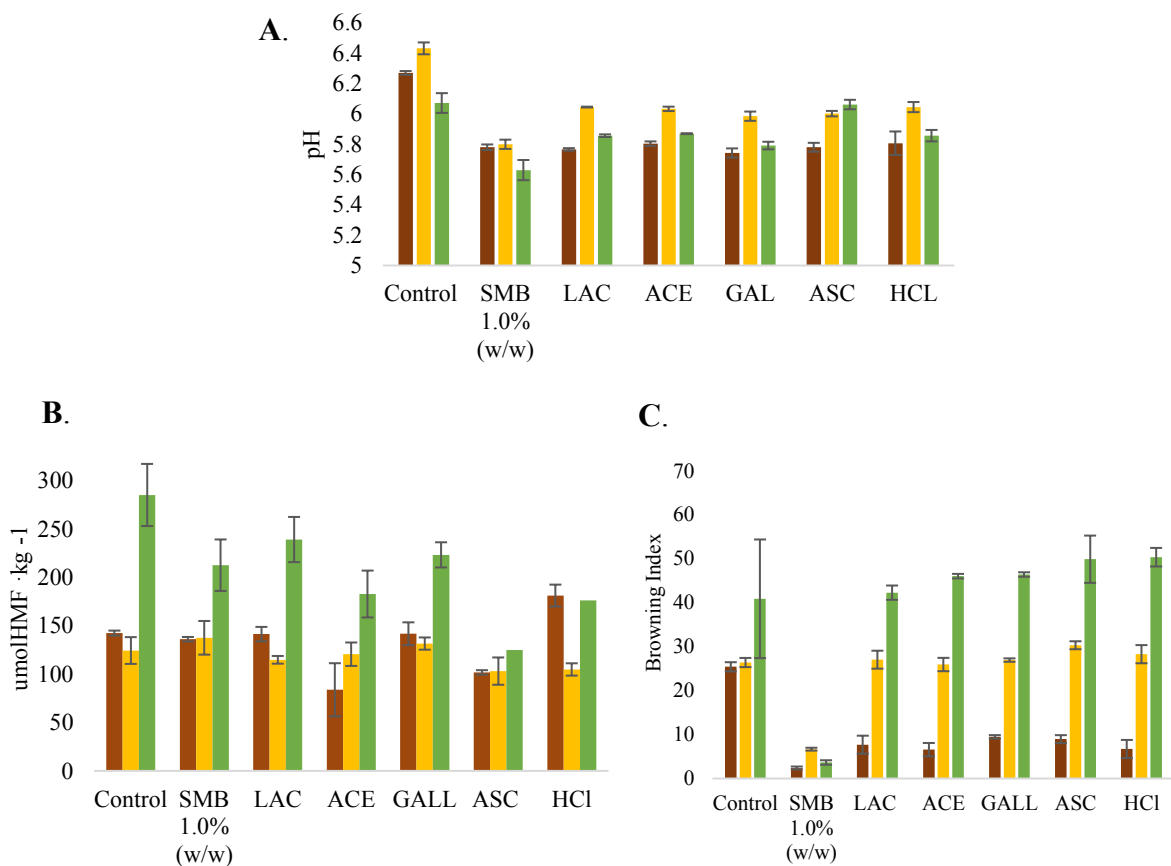 A.
6.6
6.4
6.2
6
5.8
5.6
5.4
5.2
5
pH
Control SMB LAC ACE GAL ASC HCL
1.0%
(w/w)
B.
300
250
200
150
100
50
0
umolHMF ·kg -1
Control SMB LAC ACE GALL ASC HCl
1.0%
(w/w)
C.
70
60
50
40
30
20
10
0
Browning Index
Control SMB LAC ACE GALL ASC HCl
1.0%
(w/w)